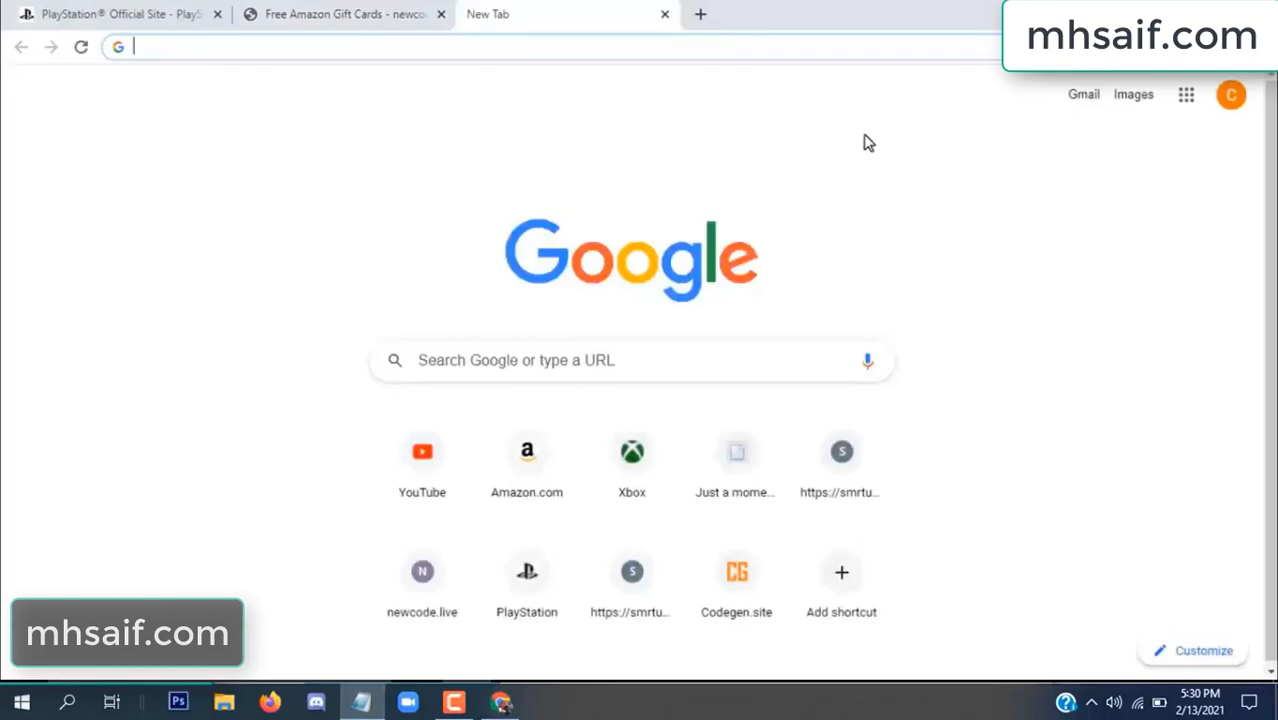 PlayStation® Official Site - PlayS
Free Amazon Gift Cards - newco
New Tab
mhsaif.com
Gmail Images
C
Google
Search Google or type a URL
YouTube
Amazon.com
Xbox
Just a mome...
https://smrtu...
newcode.live
PlayStation
https://smrtu...
Codegen.site
Add shortcut
mhsaif.com
Customize
5:30 PM
2/13/2021